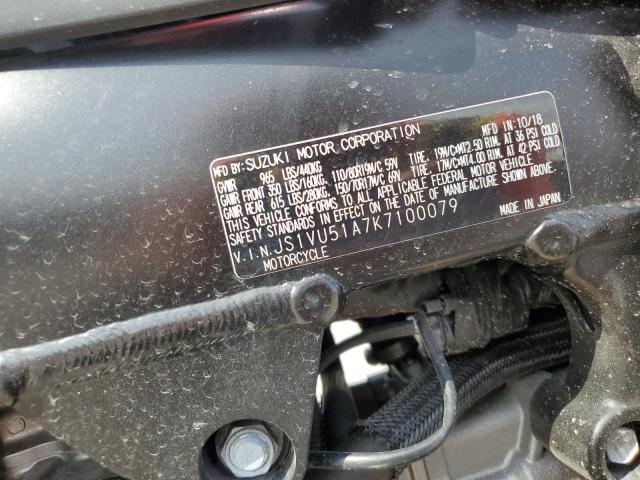 MFD BY: SUZUKI MOTOR CORPORATION MFD IN: 10/18
GVWR 965 LBS/440KG
GAWR FRONT 350 LBS/160KG, 110/80R19M/C 59V TIRE, 19M/C×MT2.50 RIM, AT 36 PSI COLD
GAWR REAR 615 LBS/280KG, 150/70R17M/C 69V TIRE, 17M/C×MT4.00 RIM, AT 42 PSI COLD
THIS VEHICLE CONFORMS TO ALL APPLICABLE FEDERAL MOTOR VEHICLE
SAFETY STANDARDS IN EFFECT ON DATE OF MANUFACTURE SHOWN ABOVE.
V.I.N. JS1VU51A7K7100079 MADE IN JAPAN
MOTORCYCLE